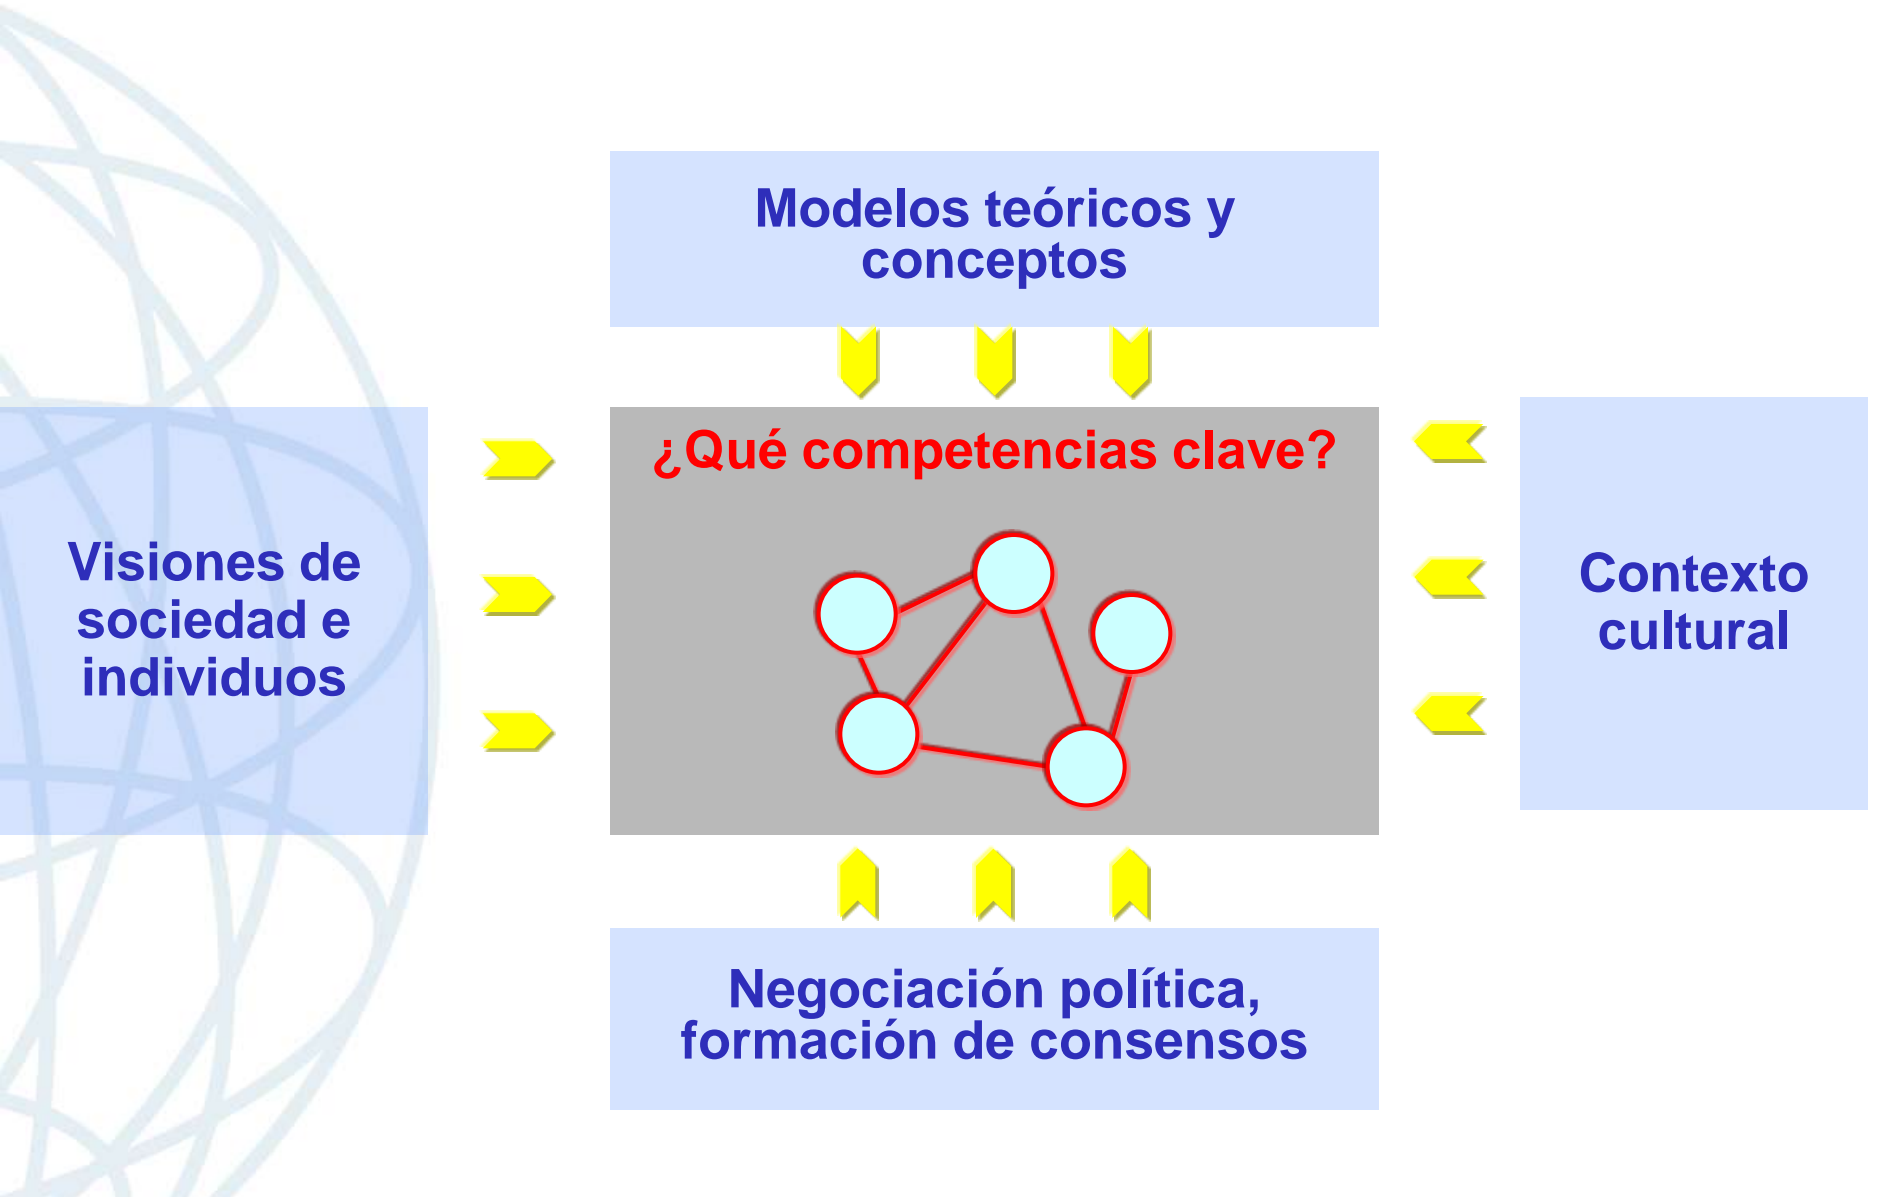 Modelos teóricos y
conceptos
¿Qué competencias clave?
Visiones de
sociedad e
individuos
Contexto
cultural
Negociación política,
formación de consensos